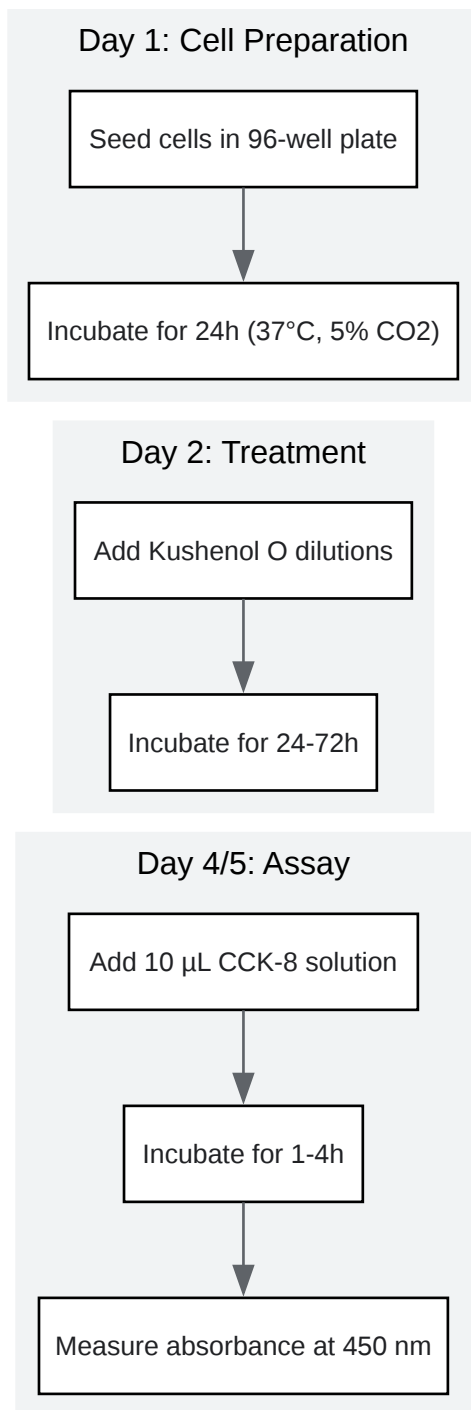 Day 1: Cell Preparation
Seed cells in 96-well plate
Incubate for 24h (37°C, 5% CO2)
Day 2: Treatment
Add Kushenol O dilutions
Incubate for 24-72h
Day 4/5: Assay
Add 10 µL CCK-8 solution
Incubate for 1-4h
Measure absorbance at 450 nm